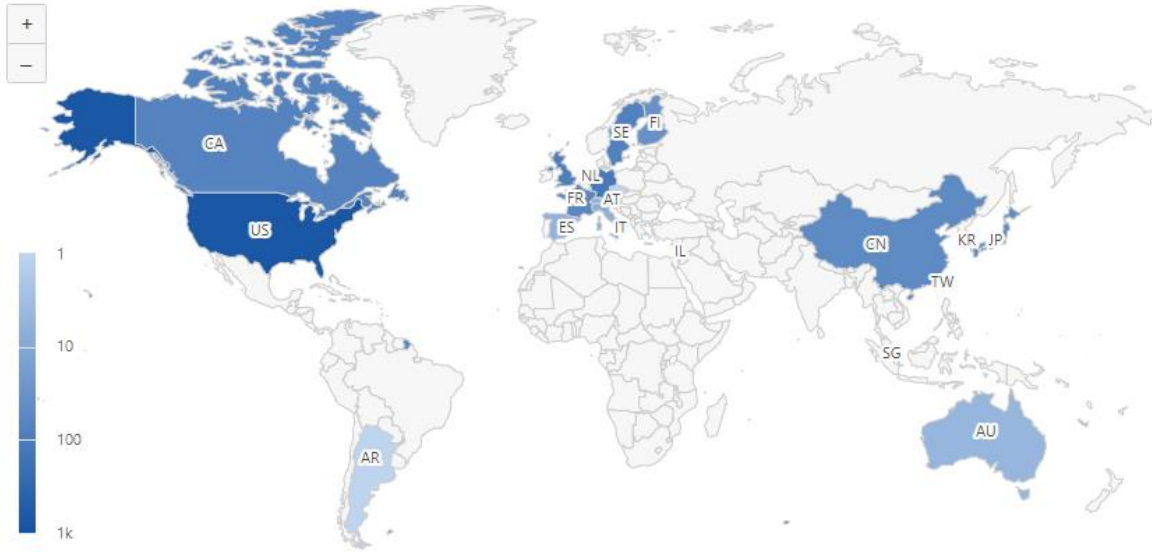 +
−
CA
US
AR
SE
FI
NL
FR
AT
ES
IT
IL
CN
KR
JP
TW
SG
AU
1
10
100
1k